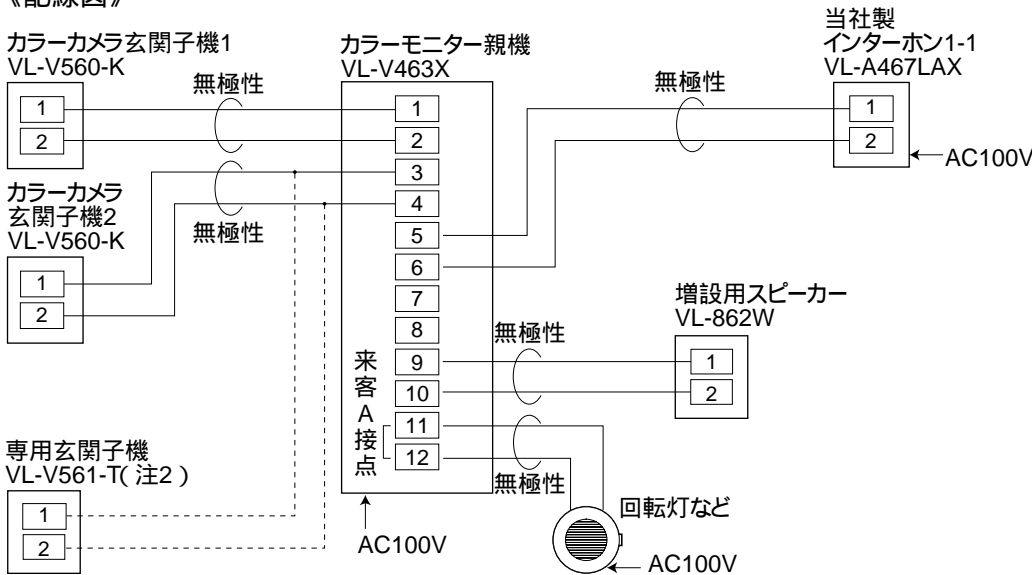 《配線図》
カラーカメラ玄関子機1
VL-V560-K
1
2
無極性
カラーカメラ
玄関子機2
VL-V560-K
1
2
無極性
専用玄関子機
VL-V561-T(注2)
1
2
カラーモニター親機
VL-V463X
1
2
3
4
5
6
7
8
9
10
11
12
来客A接点
AC100V
無極性
当社製
インターホン1-1
VL-A467LAX
1
2
AC100V
増設用スピーカー
VL-862W
無極性
1
2
無極性
回転灯など
AC100V